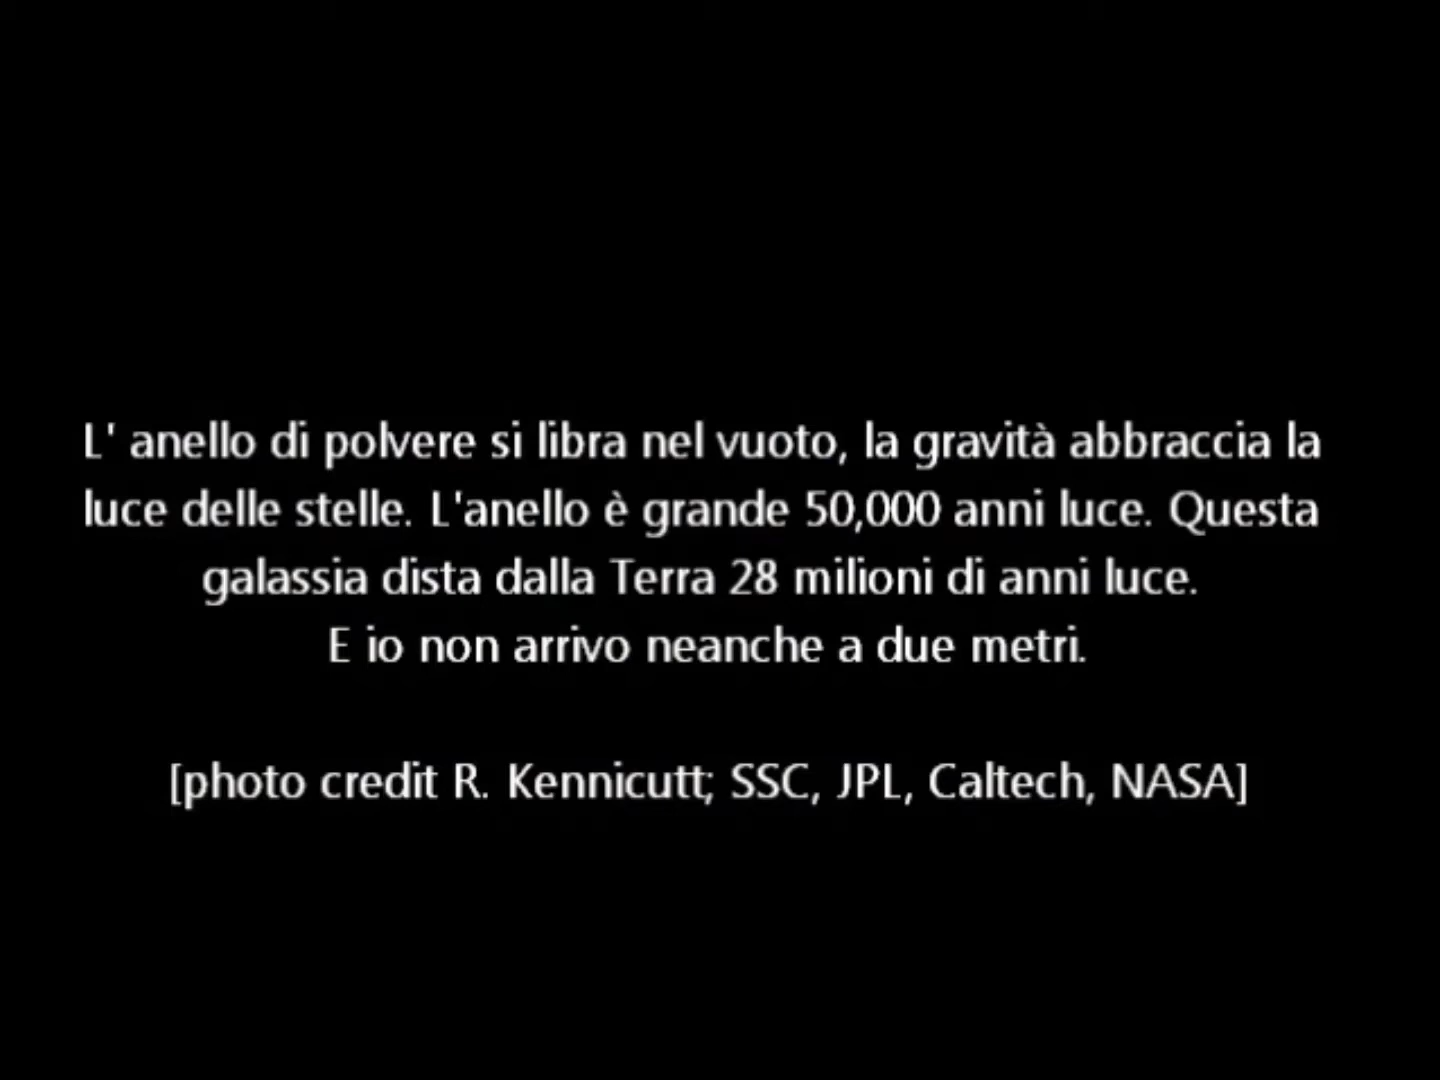 L' anello di polvere si libra nel vuoto, la gravità abbraccia la
luce delle stelle. L'anello è grande 50,000 anni luce. Questa
galassia dista dalla Terra 28 milioni di anni luce.
E io non arrivo neanche a due metri.
[photo credit R. Kennicutt; SSC, JPL, Caltech, NASA]